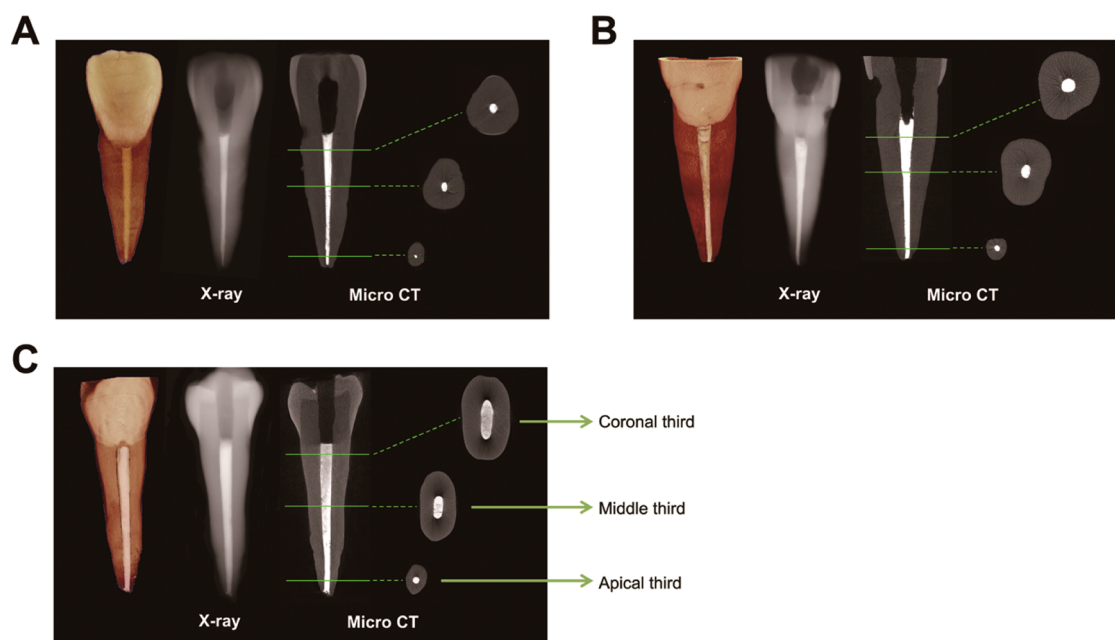 A
B
X-ray
Micro CT
X-ray
Micro CT
C
Coronal third
Middle third
Apical third
X-ray
Micro CT